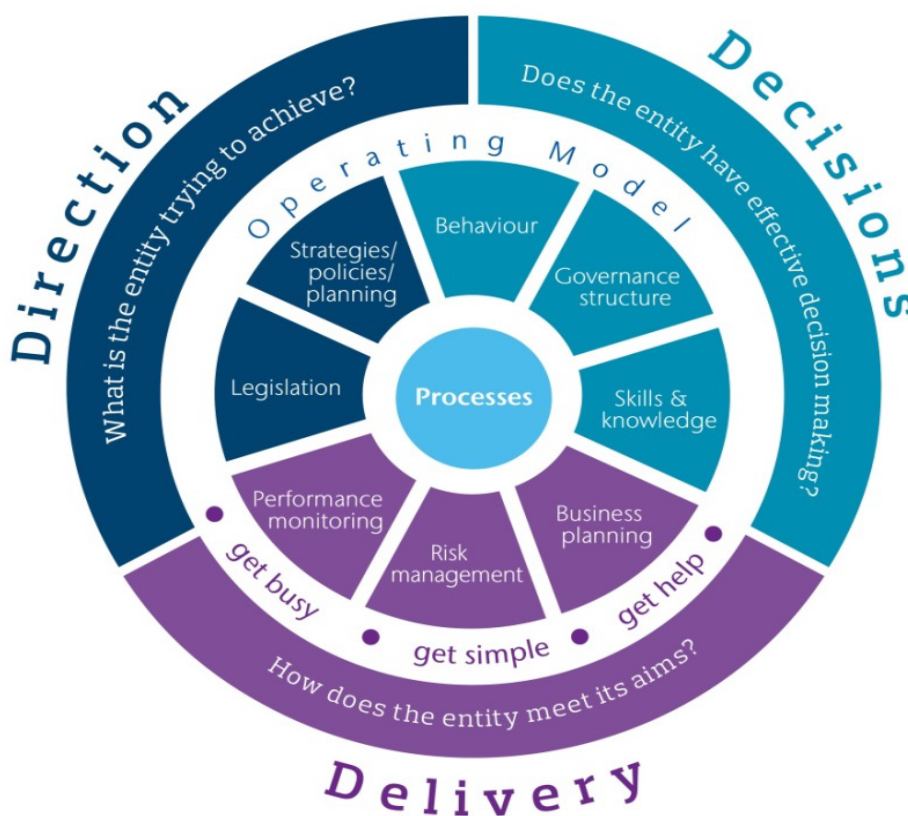 Direction
Decisions
What is the entity trying to achieve?
Does the entity have effective decision making?
Operating Model
Strategies/
policies/
planning
Behaviour
Governance
structure
Legislation
Processes
Skills &
knowledge
Performance
monitoring
Risk
management
Business
planning
get busy
get simple
get help
How does the entity meet its aims?
Delivery